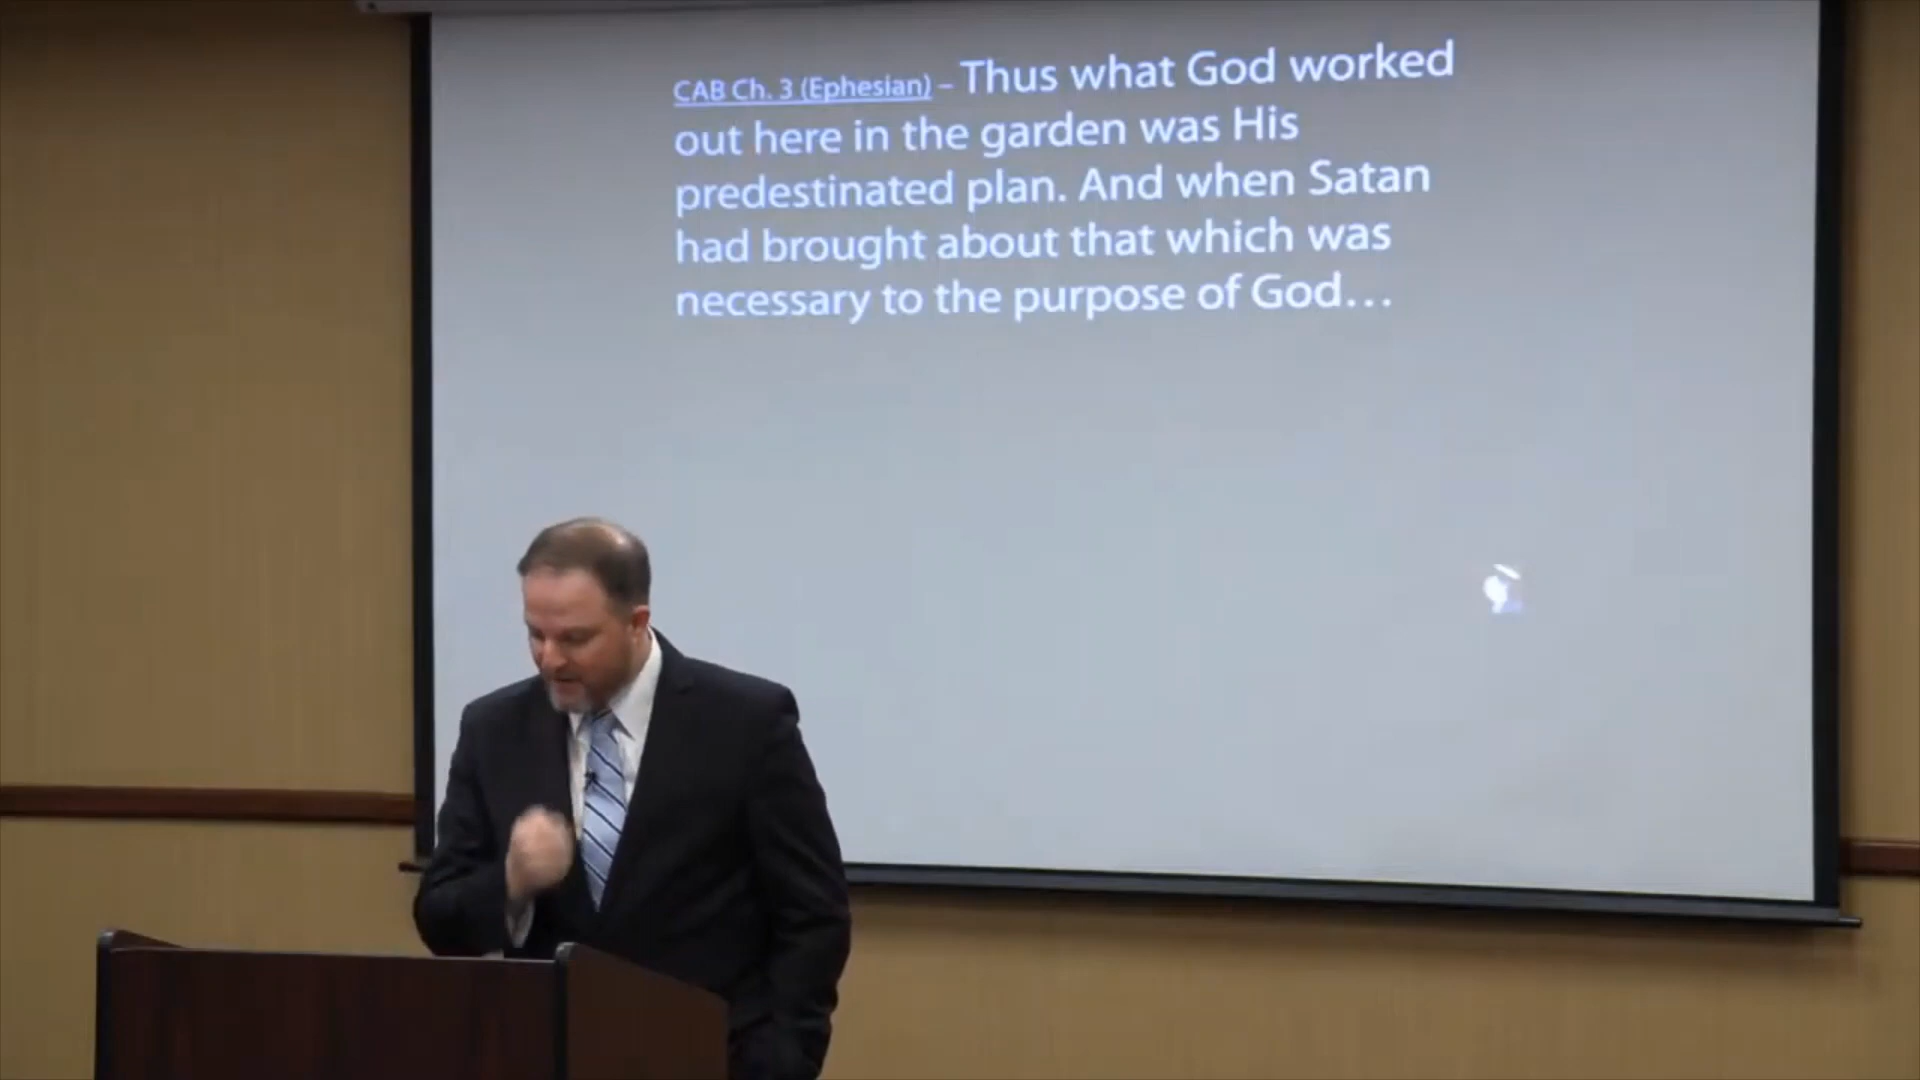 CAB Ch. 3 (Ephesian) – Thus what God worked
out here in the garden was His
predestinated plan. And when Satan
had brought about that which was
necessary to the purpose of God…